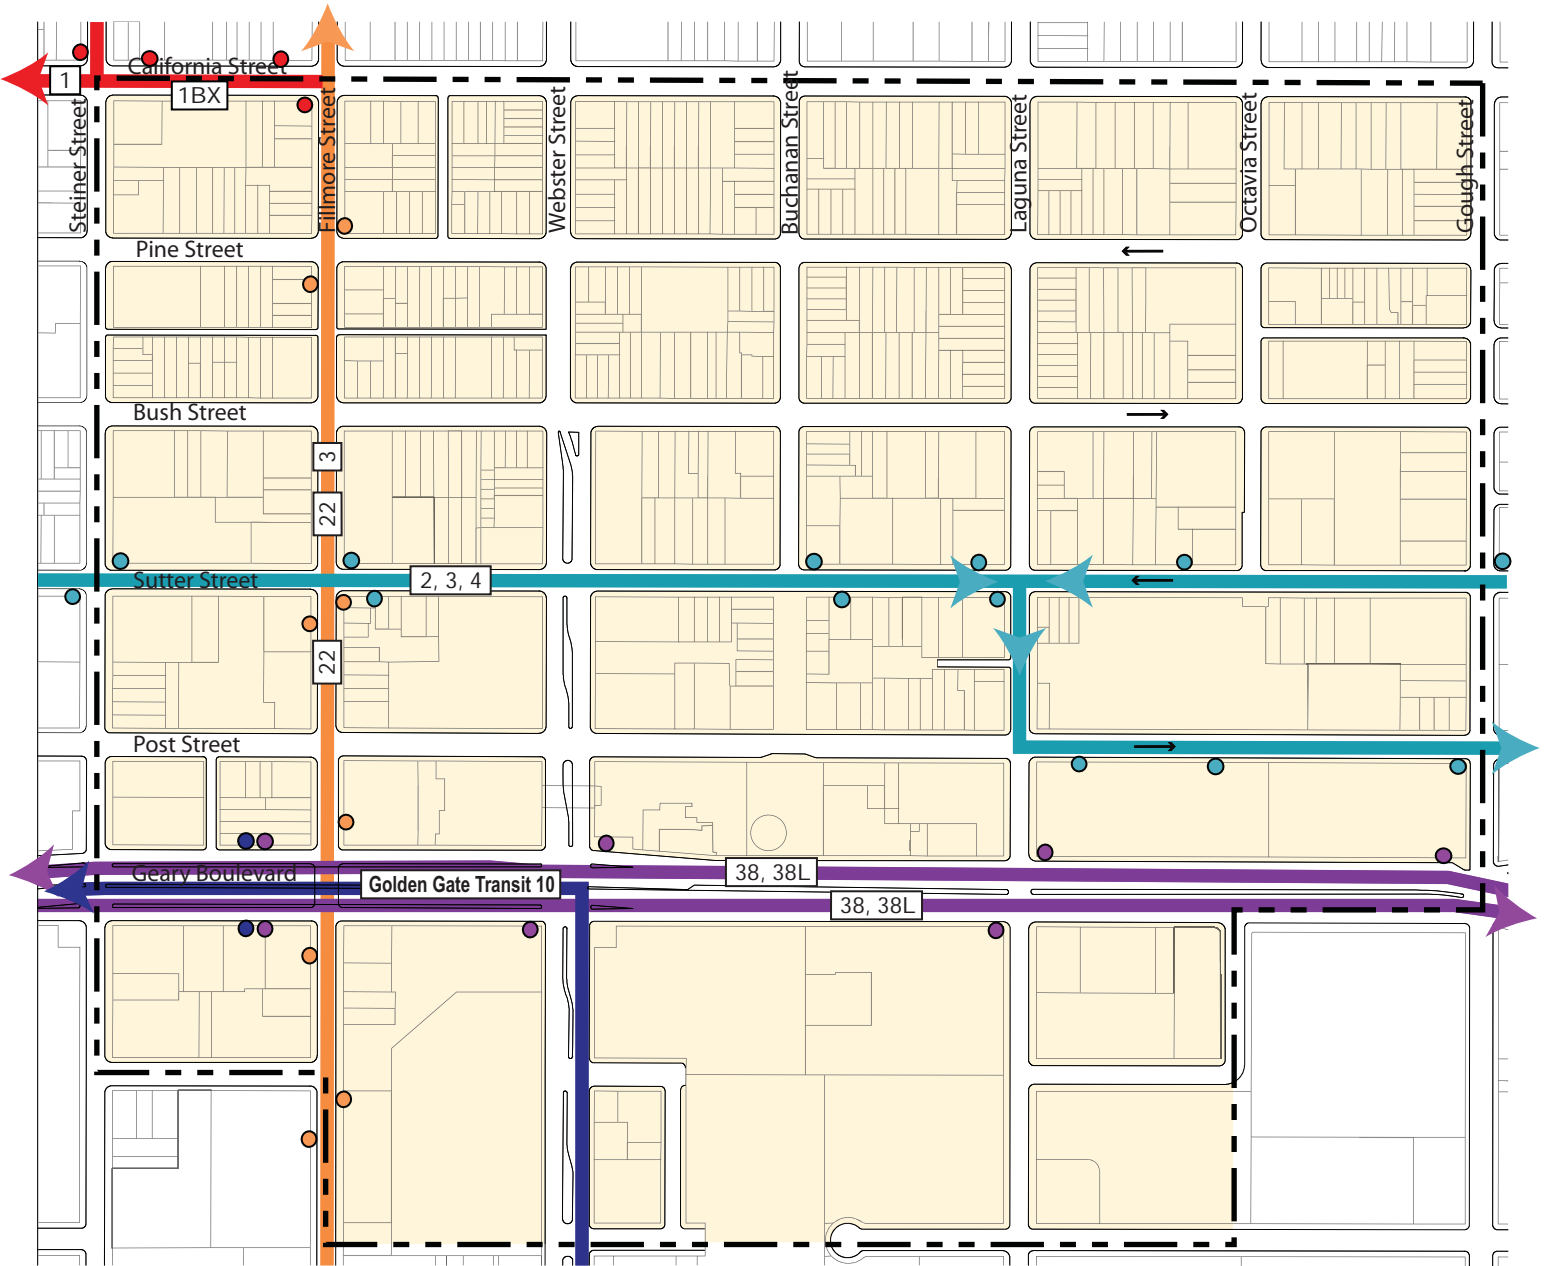 California Street
1
1BX
Steiner Street
Fillmore Street
Webster Street
Buchanan Street
Laguna Street
Octavia Street
Gough Street
Pine Street
Bush Street
3
22
Sutter Street
2, 3, 4
22
Post Street
Geary Boulevard
Golden Gate Transit 10
38, 38L
38, 38L